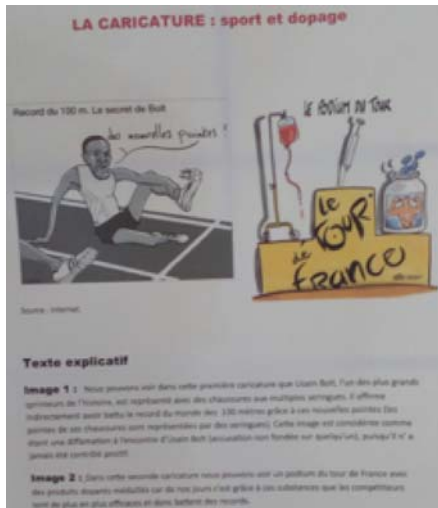 LA CARICATURE : sport et dopage
Record du 100 m. Le secret de Bolt
des nouvelles pointes !
LE PODIUM DU TOUR
le
TOUR
de
FRANCE
Source : Internet.
Texte explicatif
Image 1 : Nous pouvons voir dans cette première caricature que Usain Bolt, l'un des plus grands
sprinteurs de l'histoire, est représenté avec des chaussures aux multiples seringues. Il affirme
indirectement avoir battu le record du monde des 100 mètres grâce à ces nouvelles pointes (les
pointes de ses chaussures sont représentées par des seringues). Cette image est considérée comme
étant une diffamation à l'encontre d'Usain Bolt (accusation non fondée sur quelqu'un), puisqu'il n' a
jamais été contrôlé positif.
Image 2 : Dans cette seconde caricature nous pouvons voir un podium du tour de France avec
des produits dopants médaillés car de nos jours c'est grâce à ces substances que les compétiteurs
sont de plus en plus efficaces et donc battent des records.